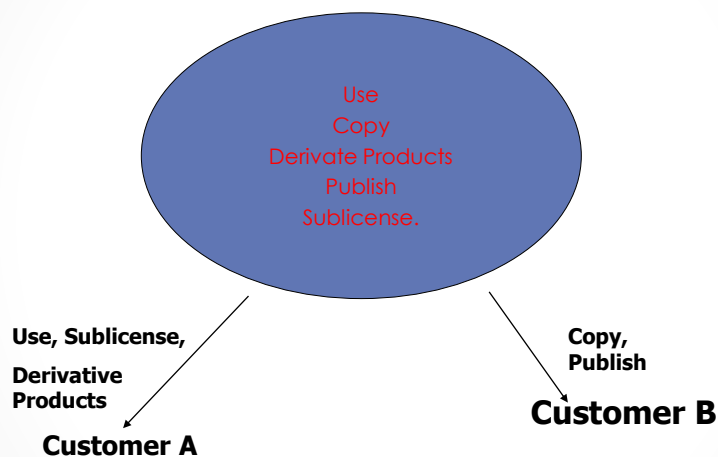 Use
Copy
Derivate Products
Publish
Sublicense.
Use, Sublicense,
Derivative
Products
Customer A
Copy,
Publish
Customer B